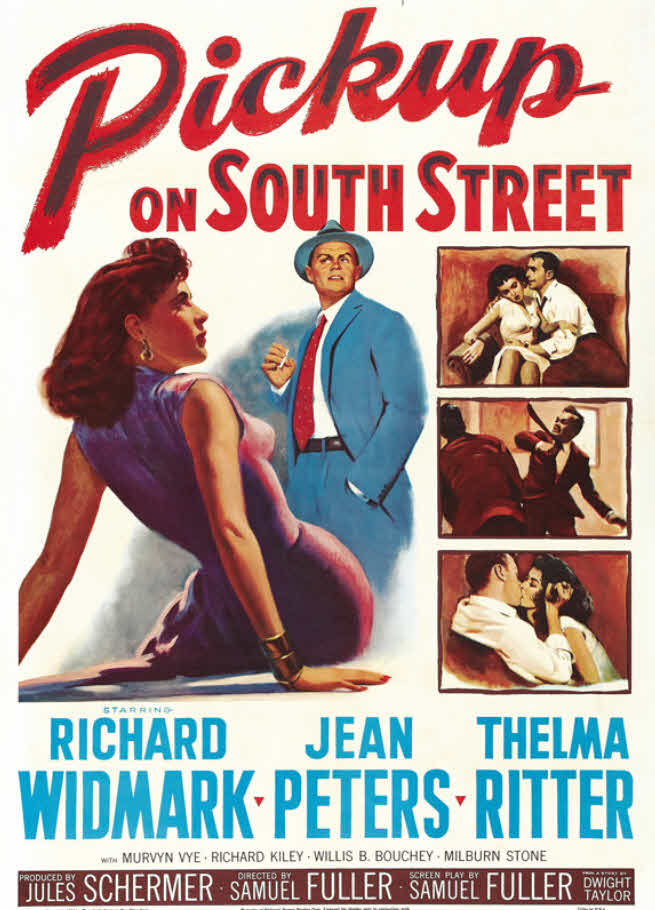 Pickup
ON SOUTH STREET
STARRING
RICHARD JEAN THELMA
WIDMARK PETERS RITTER
WITH MURVYN VYE · RICHARD KILEY · WILLIS B. BOUCHEY · MILBURN STONE
PRODUCED BY JULES SCHERMER · DIRECTED BY SAMUEL FULLER · SCREEN PLAY BY SAMUEL FULLER FROM A STORY BY DWIGHT TAYLOR